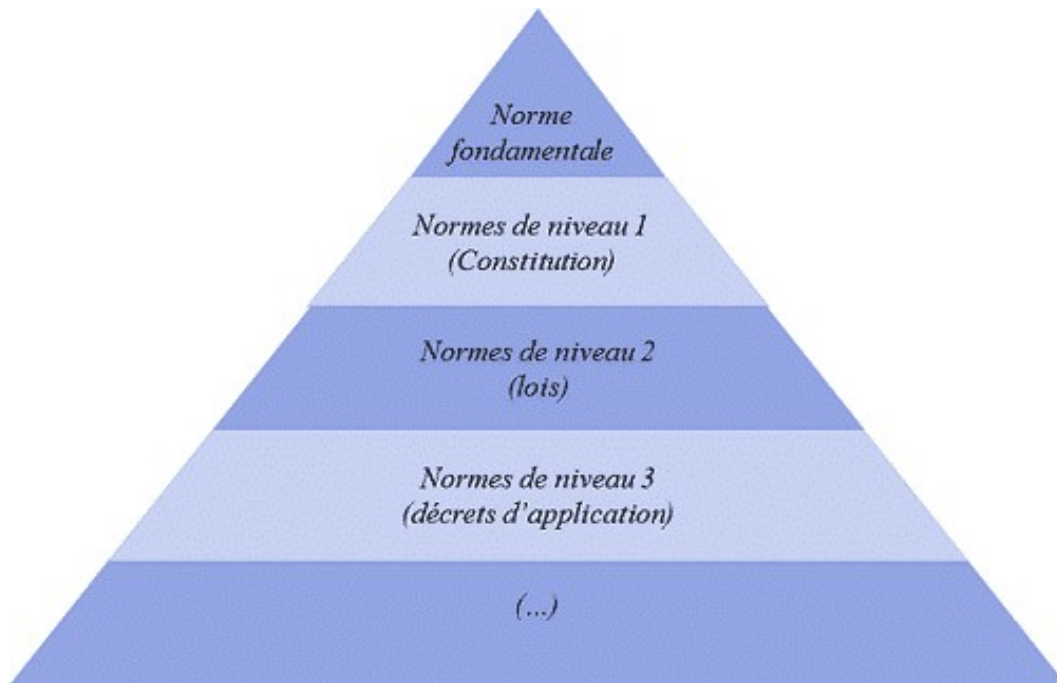 Norme
fondamentale
Normes de niveau 1
(Constitution)
Normes de niveau 2
(lois)
Normes de niveau 3
(décrets d’application)
(...)